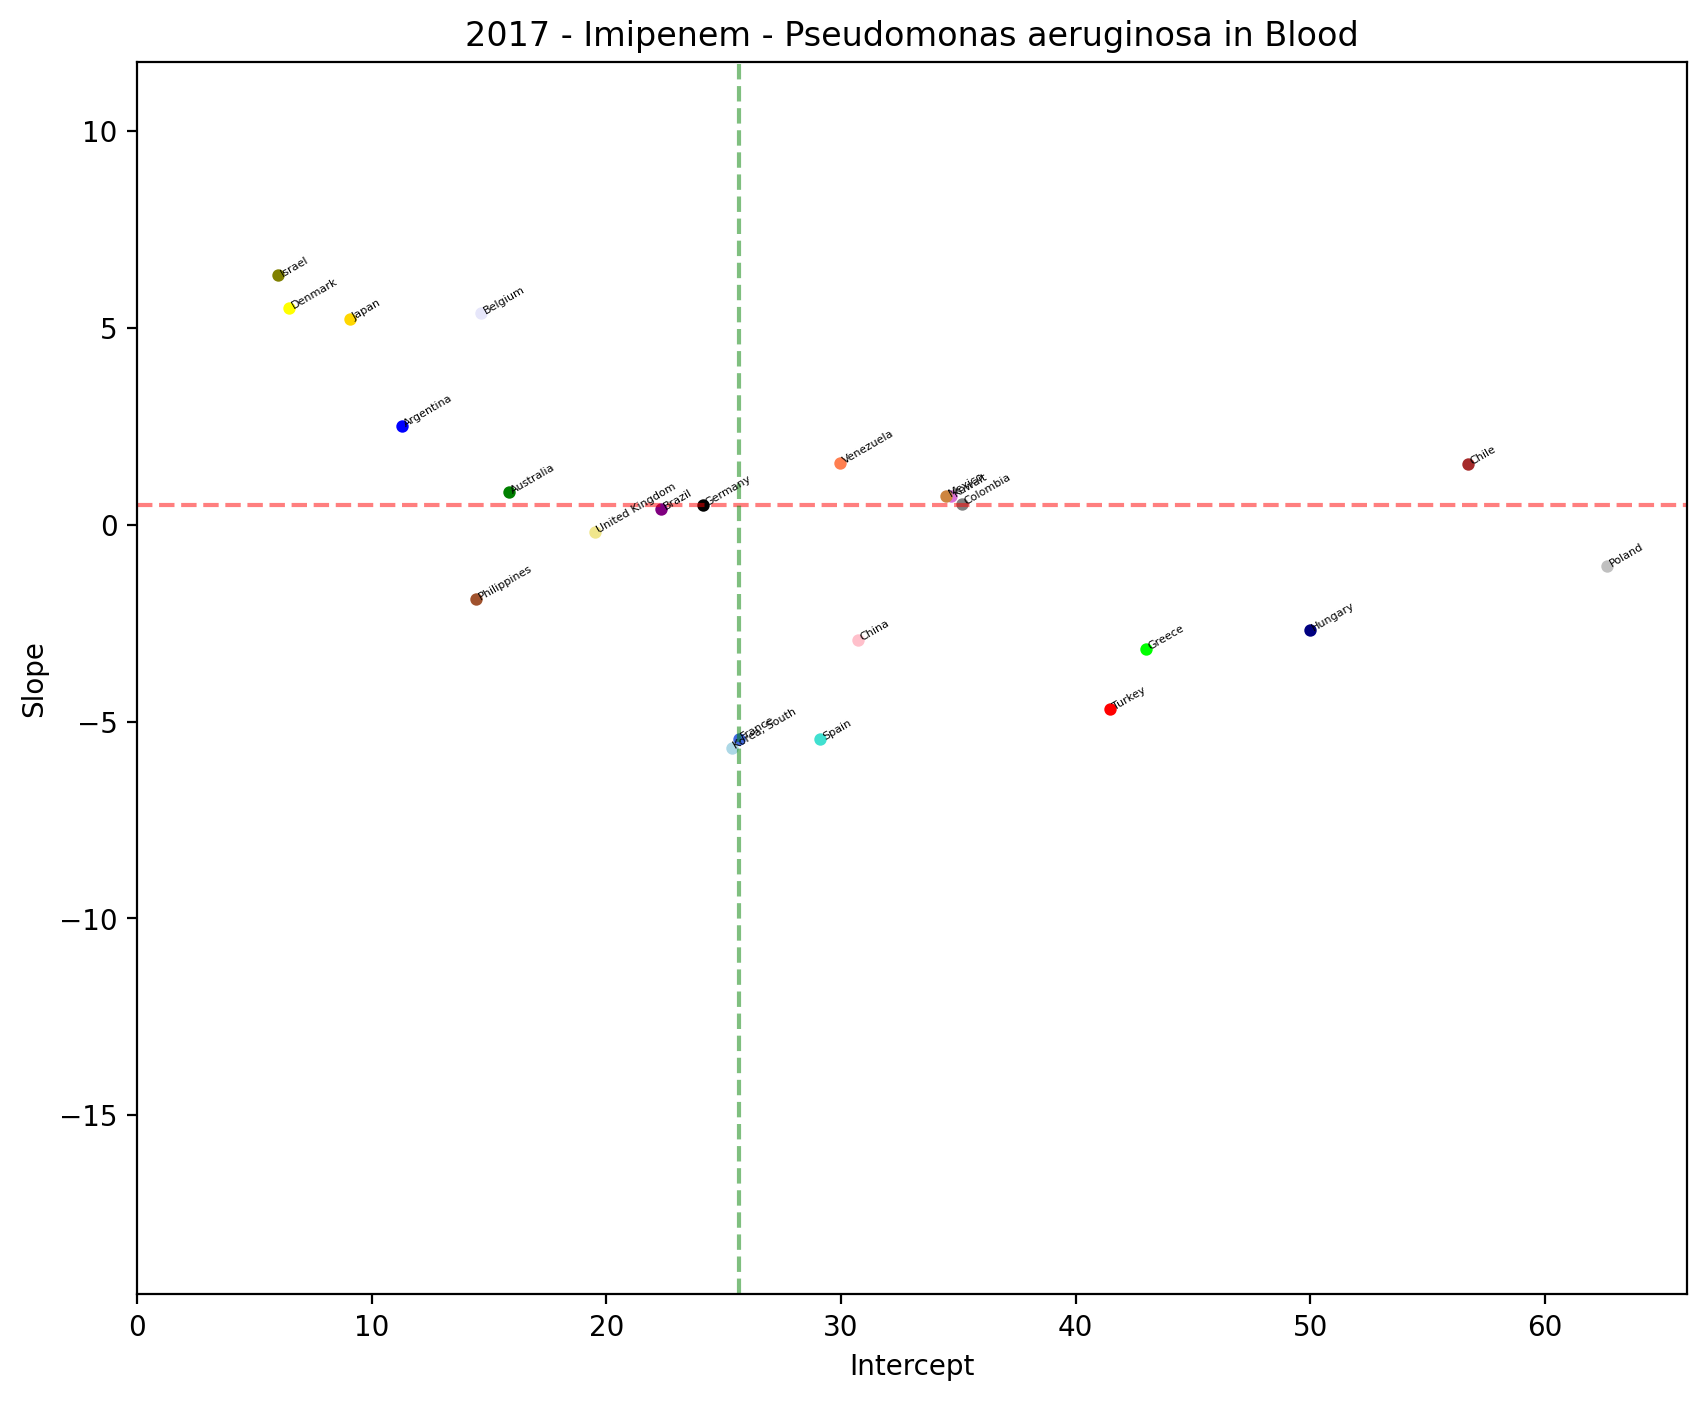 2017 - Imipenem - Pseudomonas aeruginosa in Blood
10
5
0
−5
−10
−15
Slope
Israel
Denmark
Japan
Belgium
Argentina
Australia
United Kingdom
Brazil
Germany
Philippines
Venezuela
Mexico
Kuwait
Colombia
Chile
Poland
China
Hungary
Greece
Turkey
France
Korea, South
Spain
0
10
20
30
40
50
60
Intercept